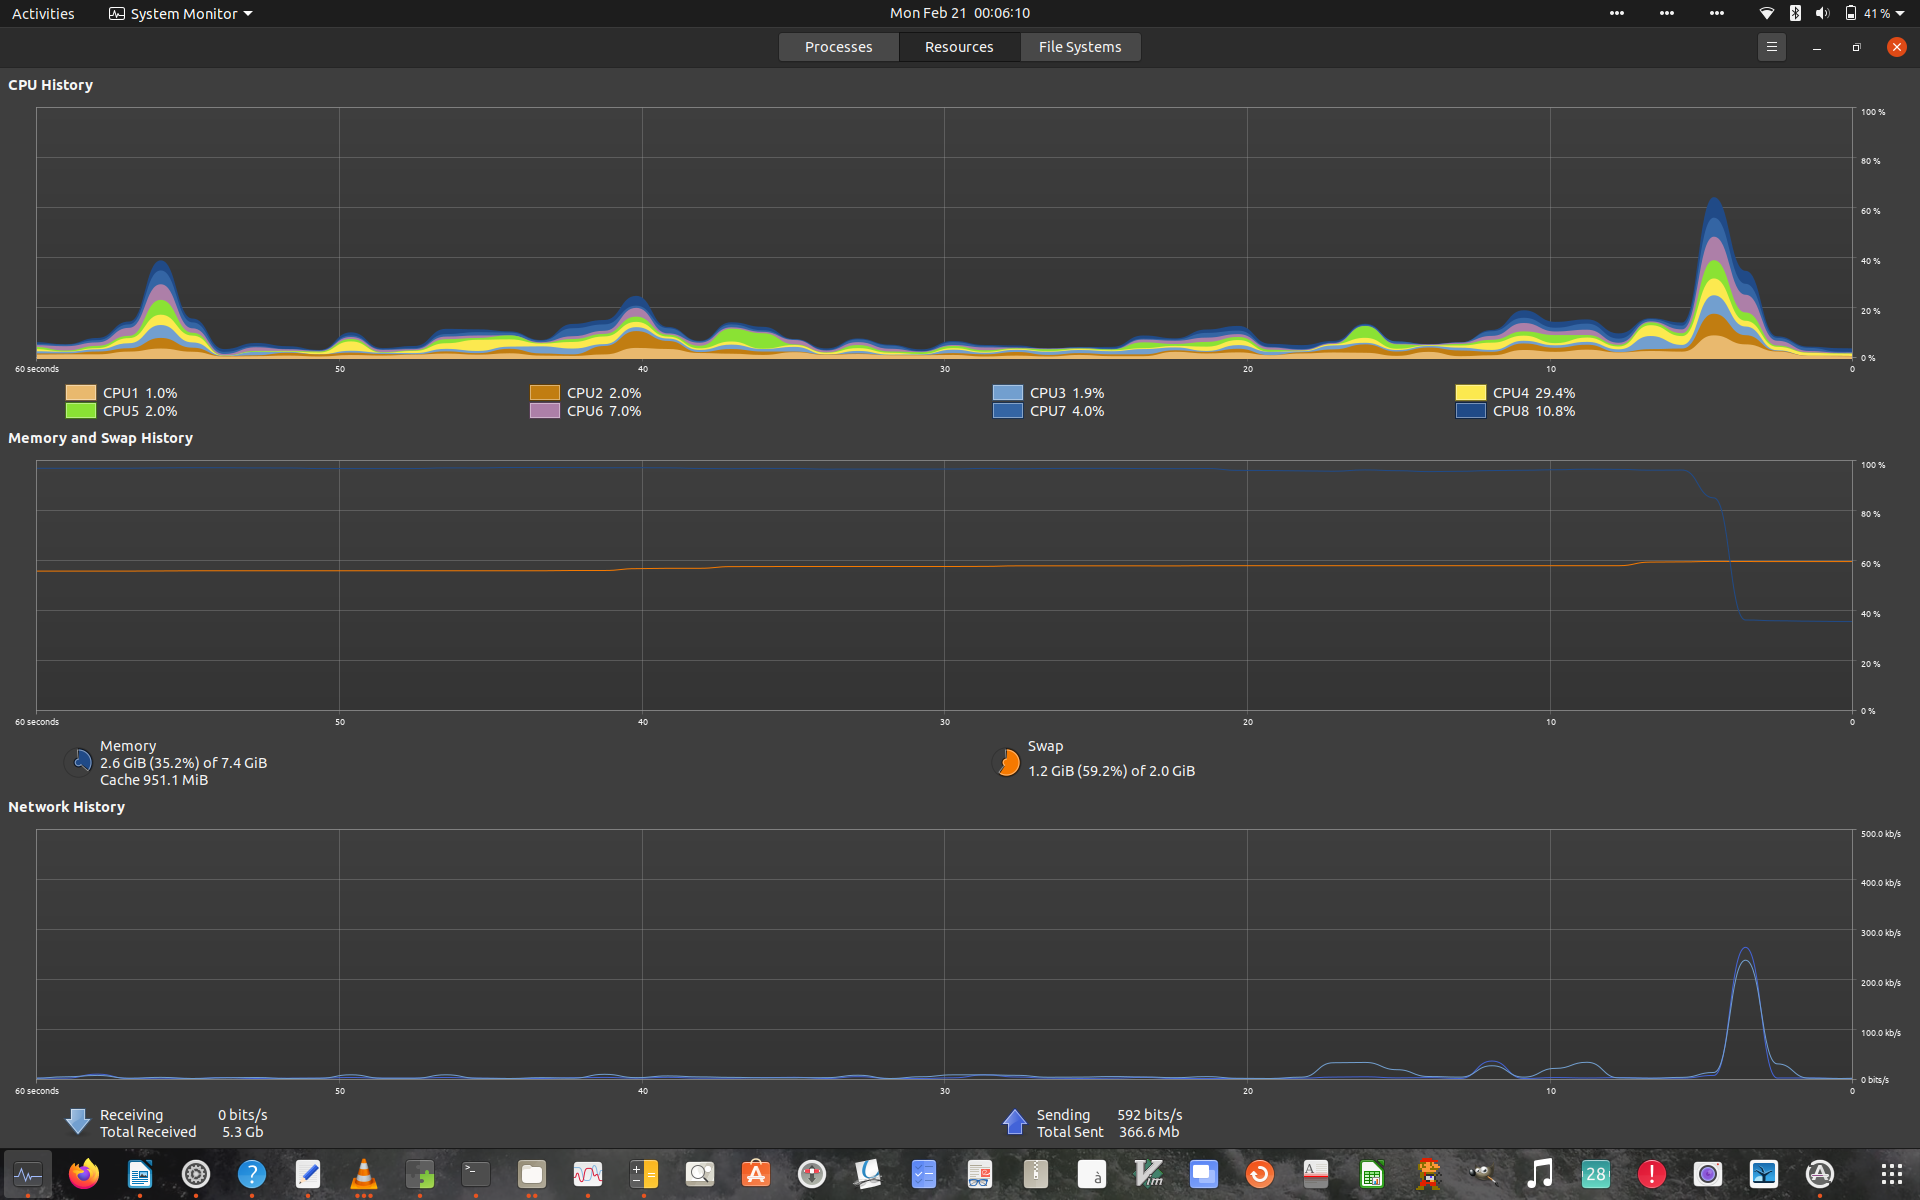 Activities System Monitor Mon Feb 21 00:06:10 41 %
Processes Resources File Systems
CPU History
100 %
80 %
60 %
40 %
20 %
0 %
60 seconds 50 40 30 20 10 0
CPU1 1.0% CPU2 2.0% CPU3 1.9% CPU4 29.4%
CPU5 2.0% CPU6 7.0% CPU7 4.0% CPU8 10.8%
Memory and Swap History
100 %
80 %
60 %
40 %
20 %
0 %
60 seconds 50 40 30 20 10 0
Memory
2.6 GiB (35.2%) of 7.4 GiB
Cache 951.1 MiB
Swap
1.2 GiB (59.2%) of 2.0 GiB
Network History
500.0 kb/s
400.0 kb/s
300.0 kb/s
200.0 kb/s
100.0 kb/s
0 bits/s
60 seconds 50 40 30 20 10 0
Receiving 0 bits/s
Total Received 5.3 Gb
Sending 592 bits/s
Total Sent 366.6 Mb
? >_ à Vim A 28 !